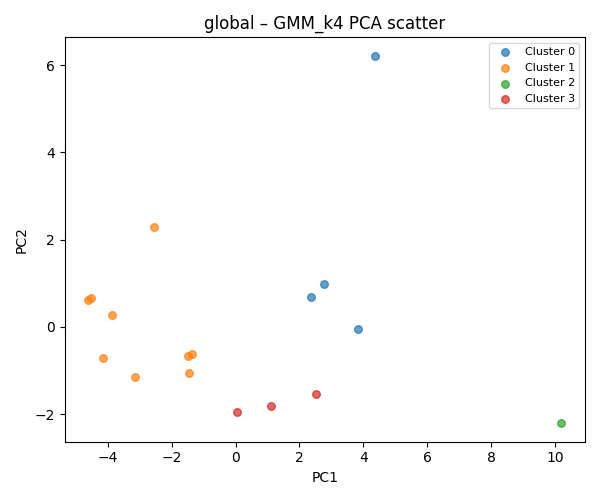 global – GMM_k4 PCA scatter
Cluster 0
Cluster 1
Cluster 2
Cluster 3
6
4
2
0
−2
PC2
−4
−2
0
2
4
6
8
10
PC1